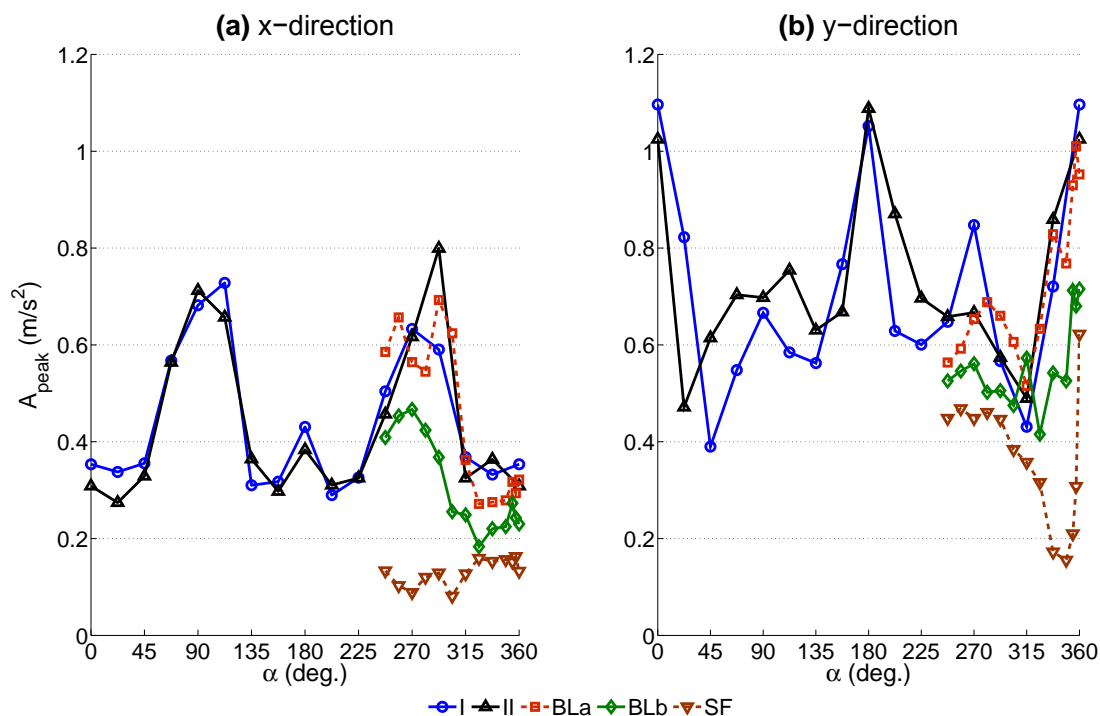 (a) x−direction
(b) y−direction
A_peak (m/s²)
1.2
1
0.8
0.6
0.4
0.2
0
0 45 90 135 180 225 270 315 360
α (deg.)
1.2
1
0.8
0.6
0.4
0.2
0
0 45 90 135 180 225 270 315 360
α (deg.)
I II BLa BLb SF